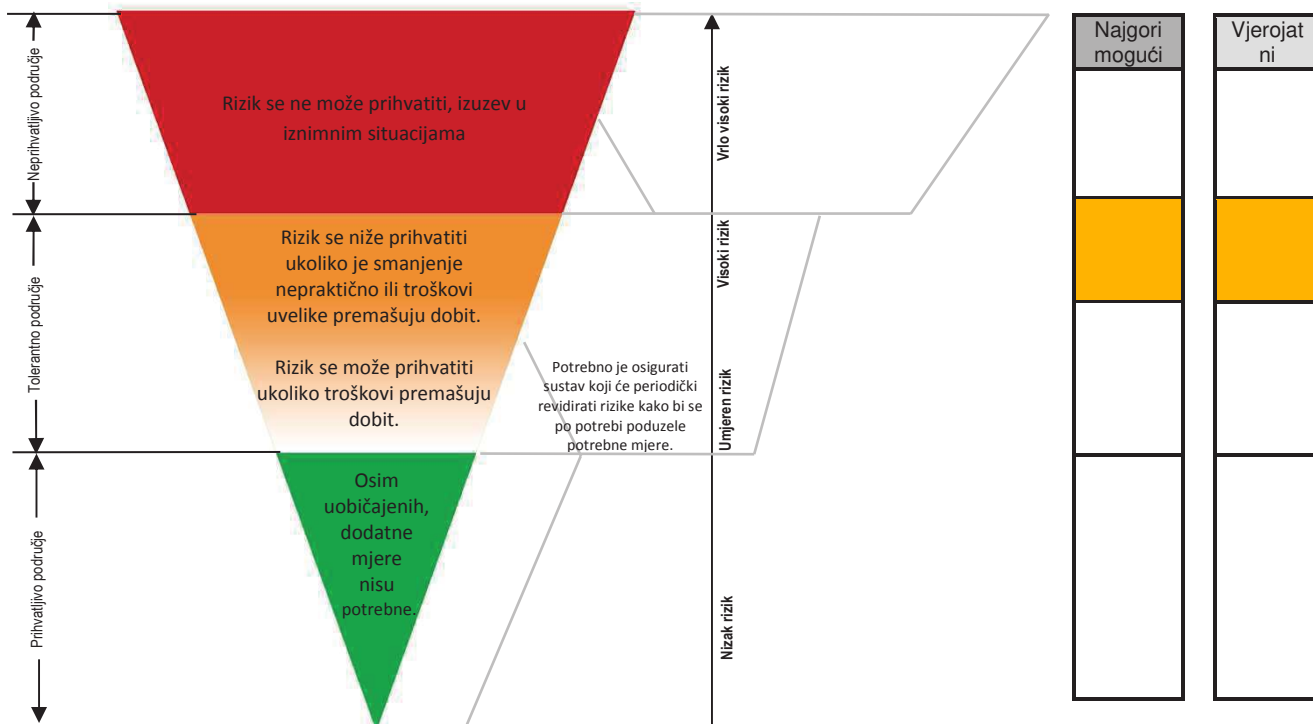 Neprihvatljivo područje
Rizik se ne može prihvatiti, izuzev u
iznimnim situacijama
Vrlo visoki rizik
Najgori
mogući
Vjerojat
ni
Tolerantno područje
Rizik se niže prihvatiti
ukoliko je smanjenje
nepraktično ili troškovi
uvelike premašuju dobit.
Rizik se može prihvatiti
ukoliko troškovi premašuju
dobit.
Visoki rizik
Potrebno je osigurati
sustav koji će periodički
revidirati rizike kako bi se
po potrebi poduzele
potrebne mjere.
Umjeren rizik
Prihvatljivo područje
Osim
uobičajenih,
dodatne
mjere
nisu
potrebne.
Nizak rizik